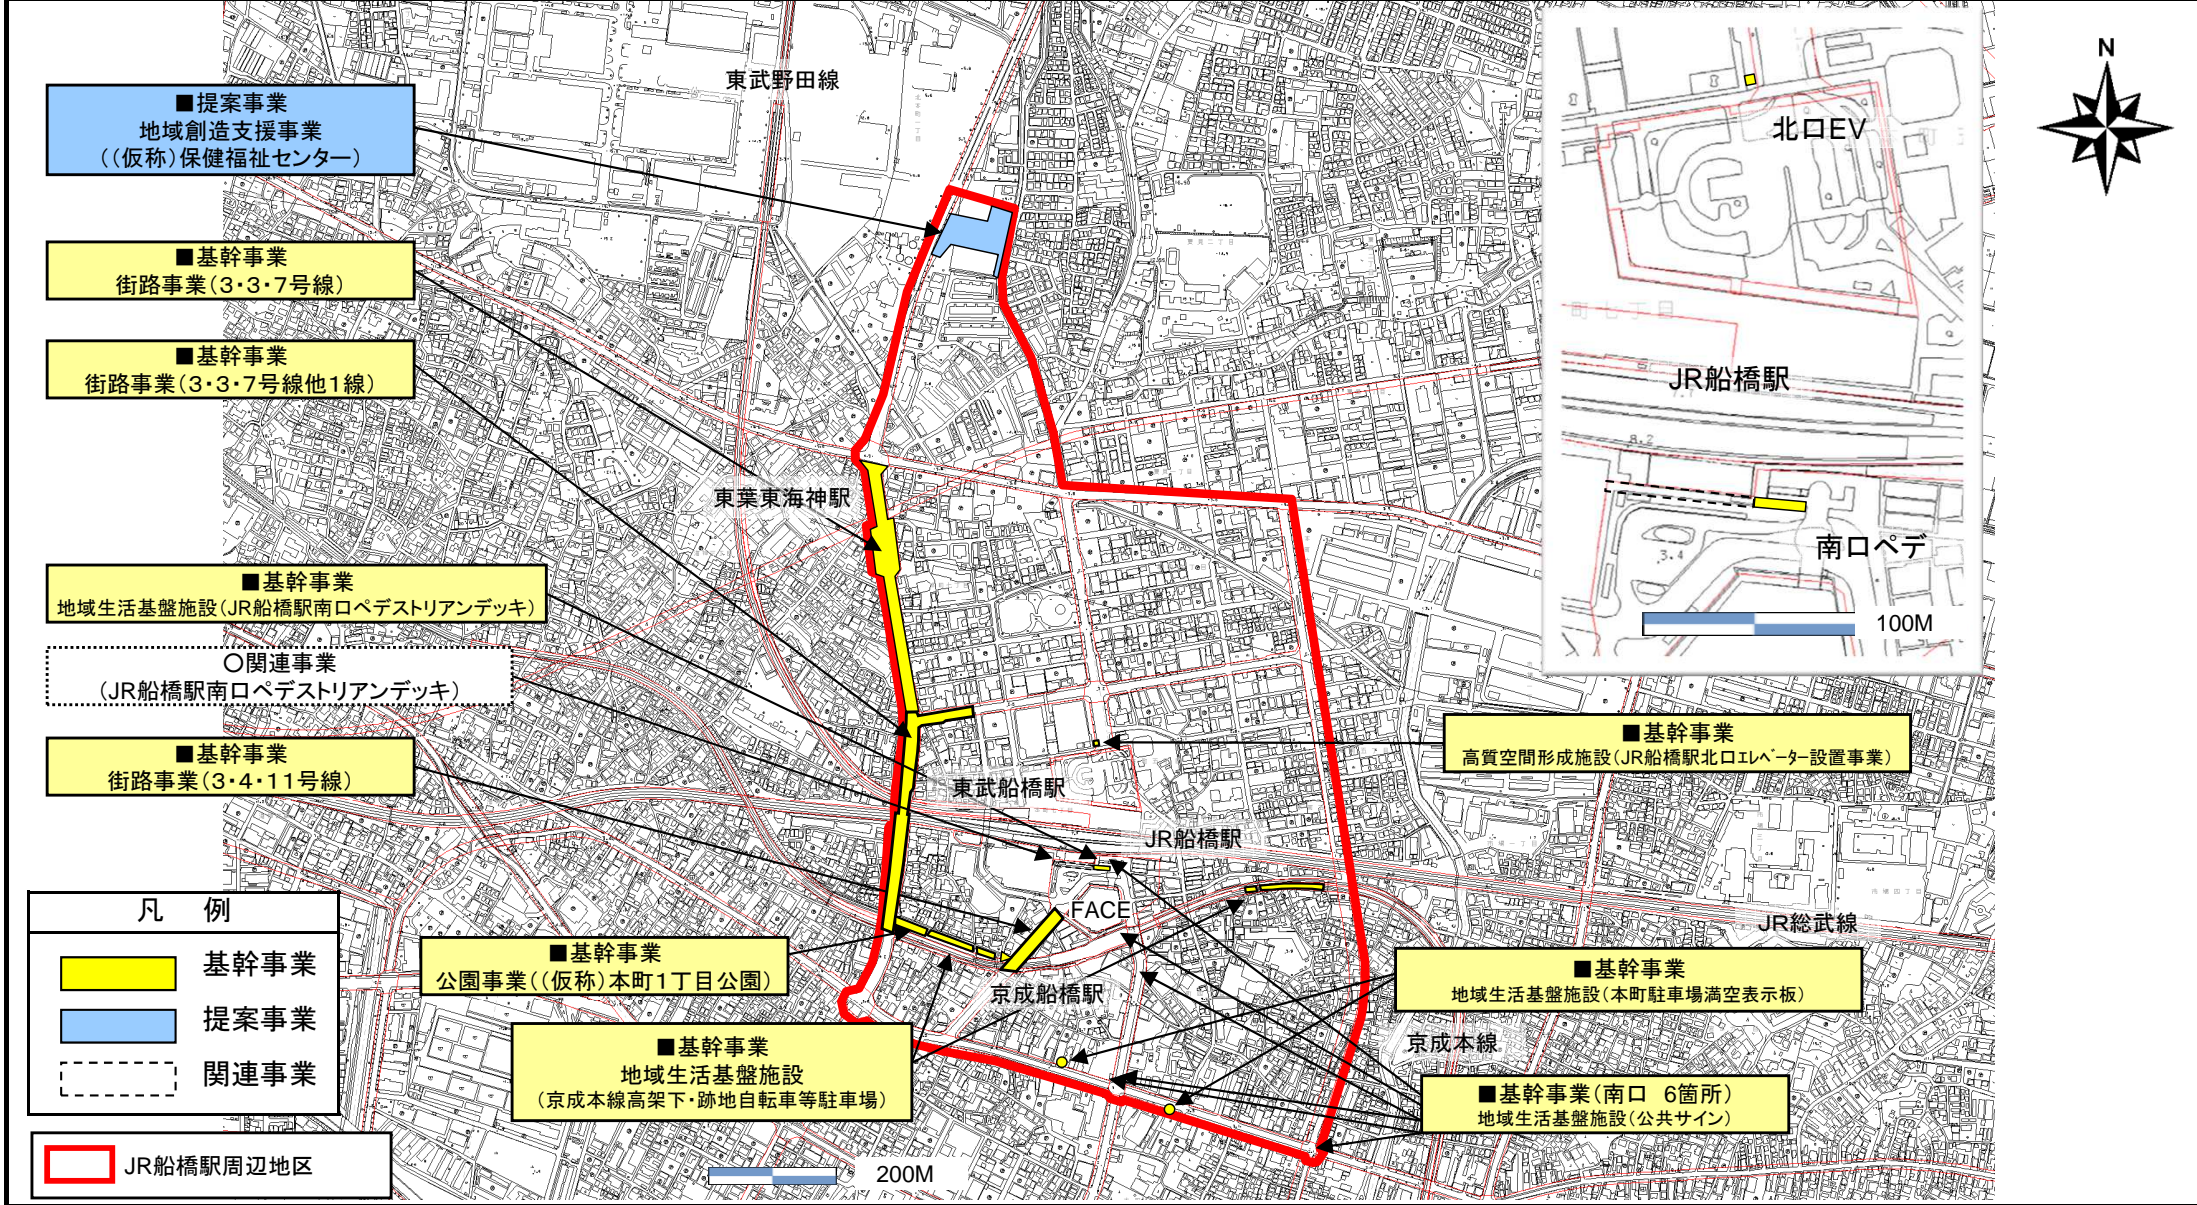 ■提案事業
地域創造支援事業
((仮称)保健福祉センター)
■基幹事業
街路事業(3・3・7号線)
■基幹事業
街路事業(3・3・7号線他1線)
■基幹事業
地域生活基盤施設(JR船橋駅南口ペデストリアンデッキ)
○関連事業
(JR船橋駅南口ペデストリアンデッキ)
■基幹事業
街路事業(3・4・11号線)
凡 例
基幹事業
提案事業
関連事業
JR船橋駅周辺地区
東武野田線
東葉東海神駅
東武船橋駅
JR船橋駅
FACE
京成船橋駅
JR総武線
京成本線
■基幹事業
公園事業((仮称)本町1丁目公園)
■基幹事業
地域生活基盤施設
(京成本線高架下・跡地自転車等駐車場)
200M
N
北口EV
JR船橋駅
8.2
南口ペデ
3.4
100M
■基幹事業
高質空間形成施設(JR船橋駅北口エレベーター設置事業)
■基幹事業
地域生活基盤施設(本町駐車場満空表示板)
■基幹事業(南口 6箇所)
地域生活基盤施設(公共サイン)